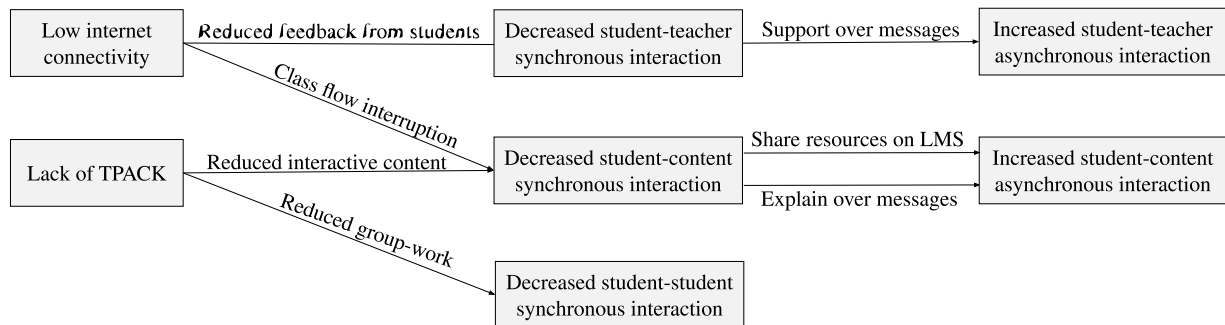 Low internet
connectivity
Reduced feedback from students
Decreased student-teacher
synchronous interaction
Support over messages
Increased student-teacher
asynchronous interaction
Class flow interruption
Lack of TPACK
Reduced interactive content
Decreased student-content
synchronous interaction
Share resources on LMS
Explain over messages
Increased student-content
asynchronous interaction
Reduced group-work
Decreased student-student
synchronous interaction